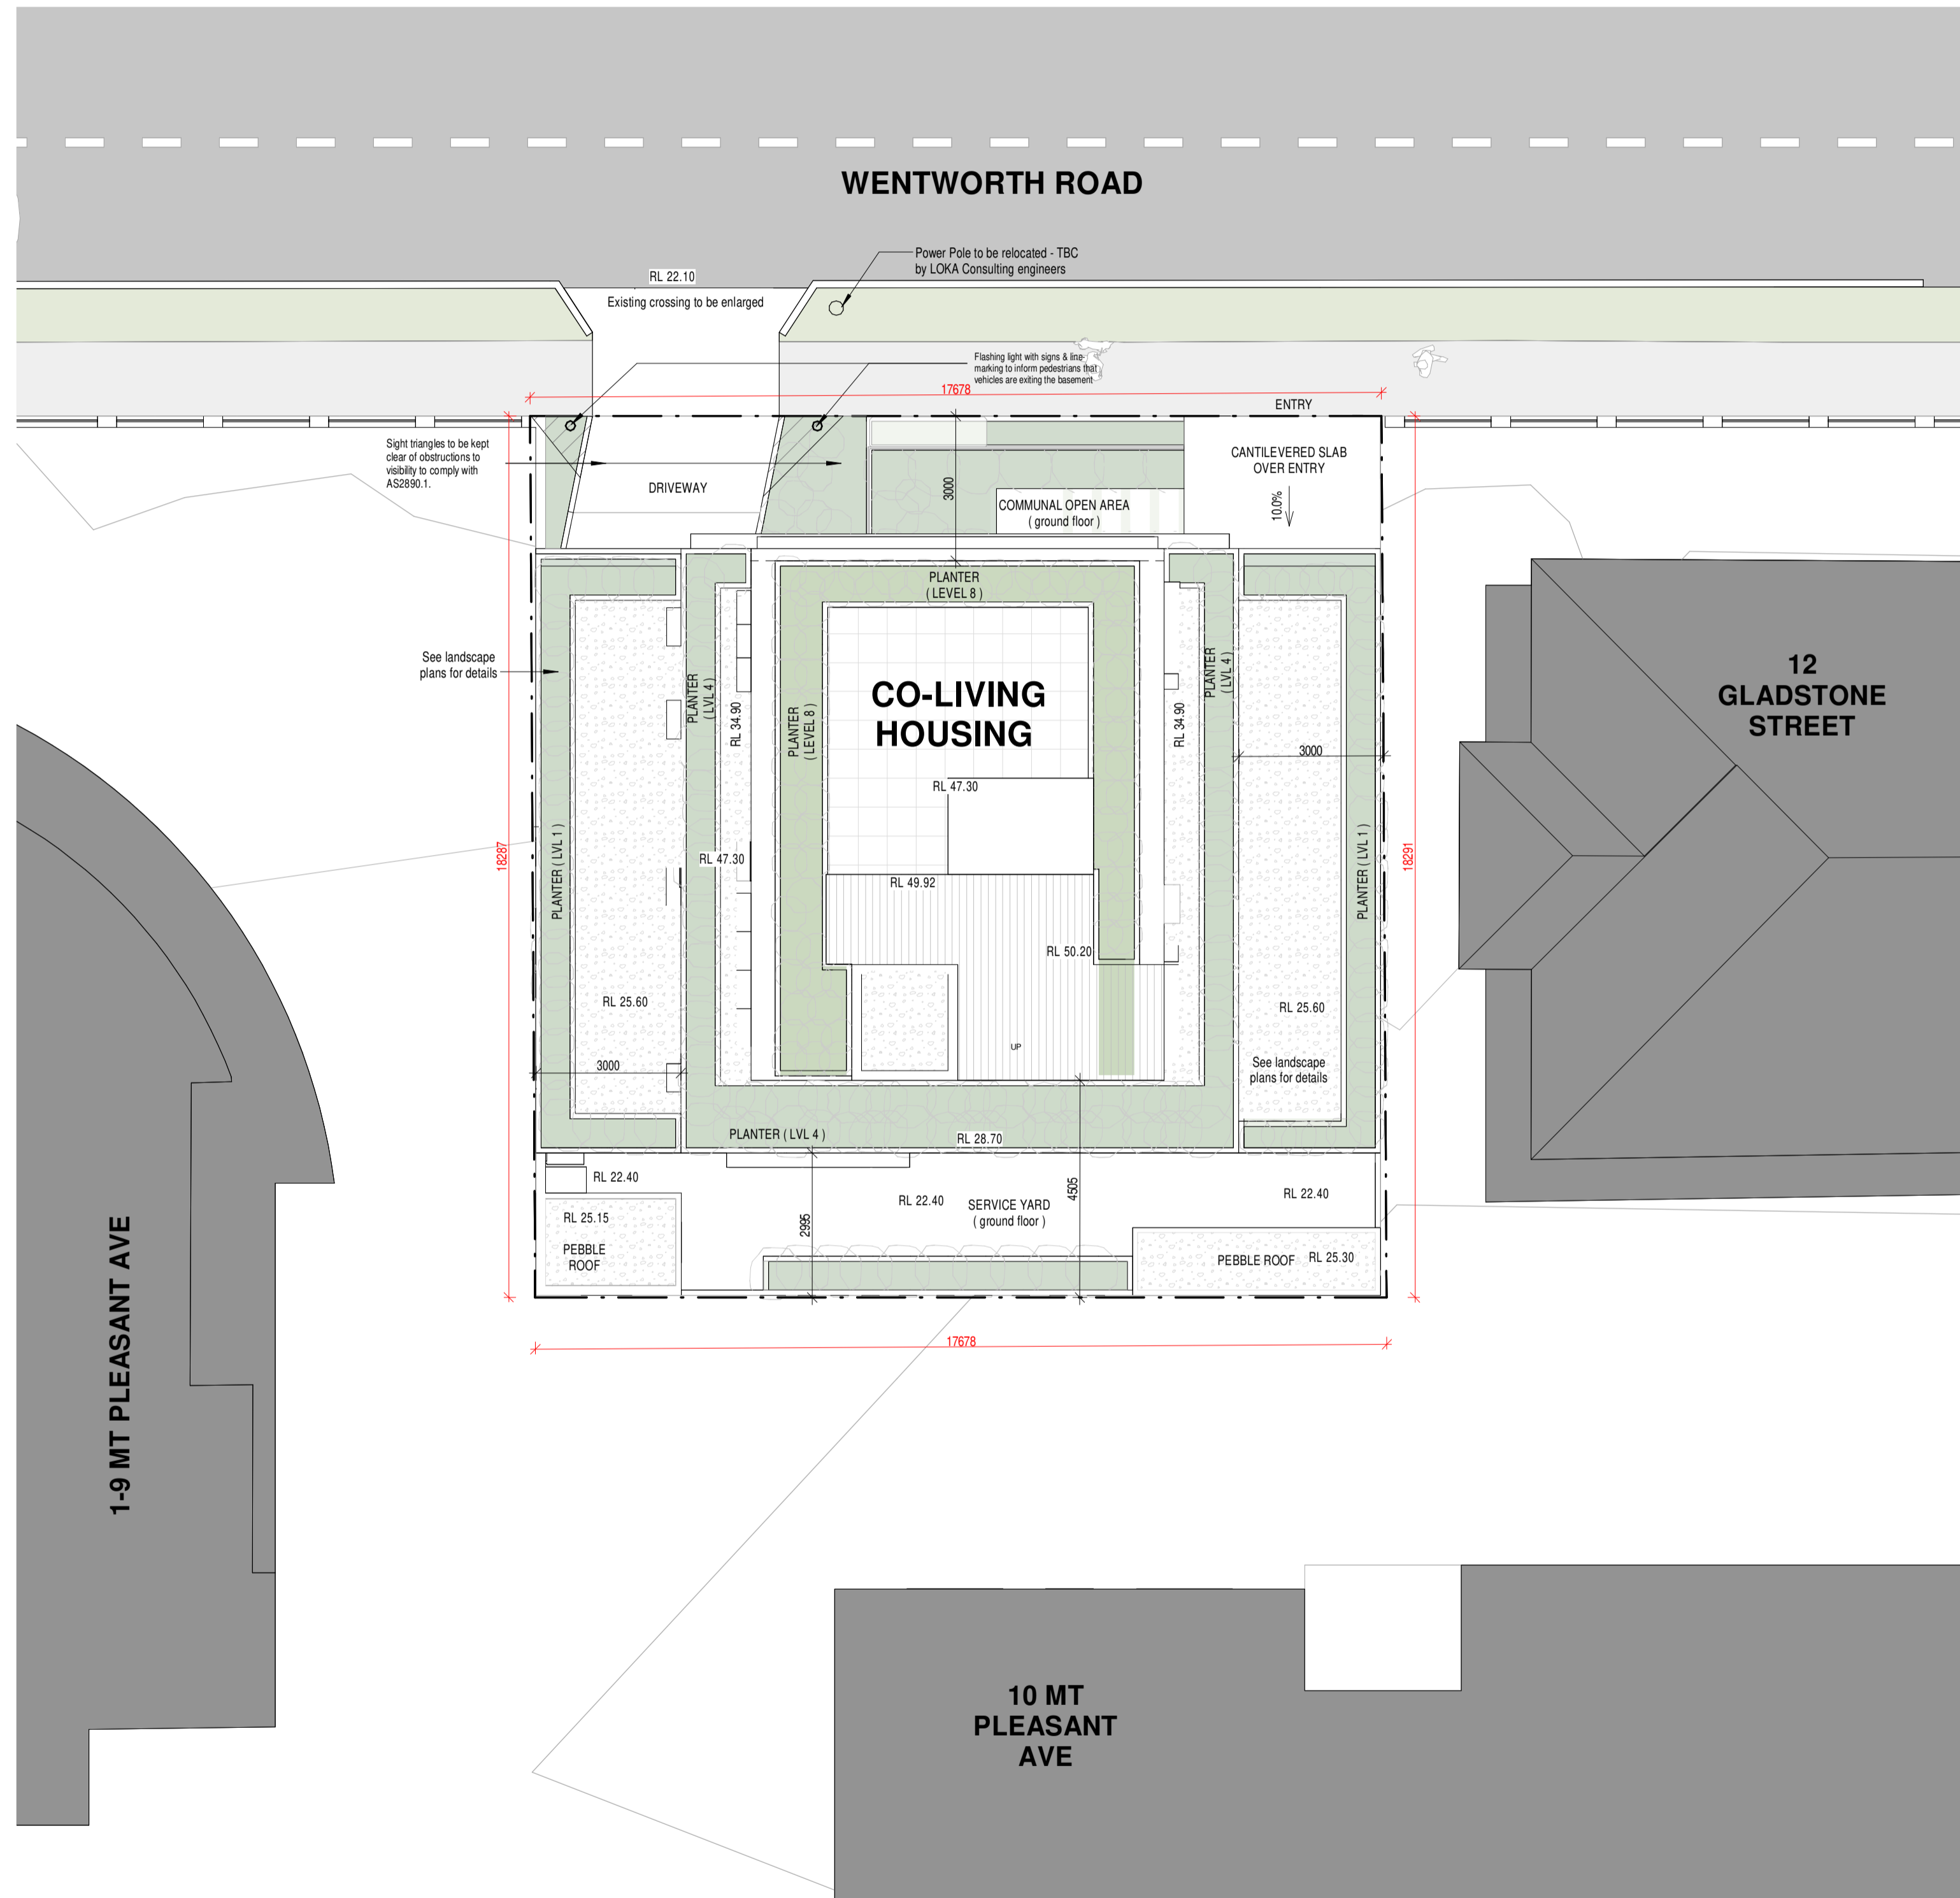 WENTWORTH ROAD
Power Pole to be relocated - TBC
by LOKA Consulting engineers
RL 22.10
Existing crossing to be enlarged
Flashing light with signs & line-
marking to inform pedestrians that
vehicles are exiting the basement
17678
ENTRY
Sight triangles to be kept
clear of obstructions to
visibility to comply with
AS2890.1.
DRIVEWAY
3000
CANTILEVERED SLAB
OVER ENTRY
10.0%
COMMUNAL OPEN AREA
( ground floor )
PLANTER
( LEVEL 8 )
See landscape
plans for details
PLANTER
( LVL 4 )
RL 34.90
PLANTER
( LEVEL 8 )
CO-LIVING
HOUSING
RL 34.90
PLANTER
( LVL 4 )
3000
12
GLADSTONE
STREET
RL 47.30
18287
PLANTER ( LVL 1 )
RL 47.30
RL 49.92
PLANTER ( LVL 1 )
18291
RL 50.20
RL 25.60
RL 25.60
UP
3000
See landscape
plans for details
PLANTER ( LVL 4 )
RL 28.70
RL 22.40
RL 22.40
SERVICE YARD
( ground floor )
4505
RL 22.40
2995
RL 25.15
PEBBLE
ROOF
PEBBLE ROOF
RL 25.30
17678
1-9 MT PLEASANT AVE
10 MT
PLEASANT
AVE